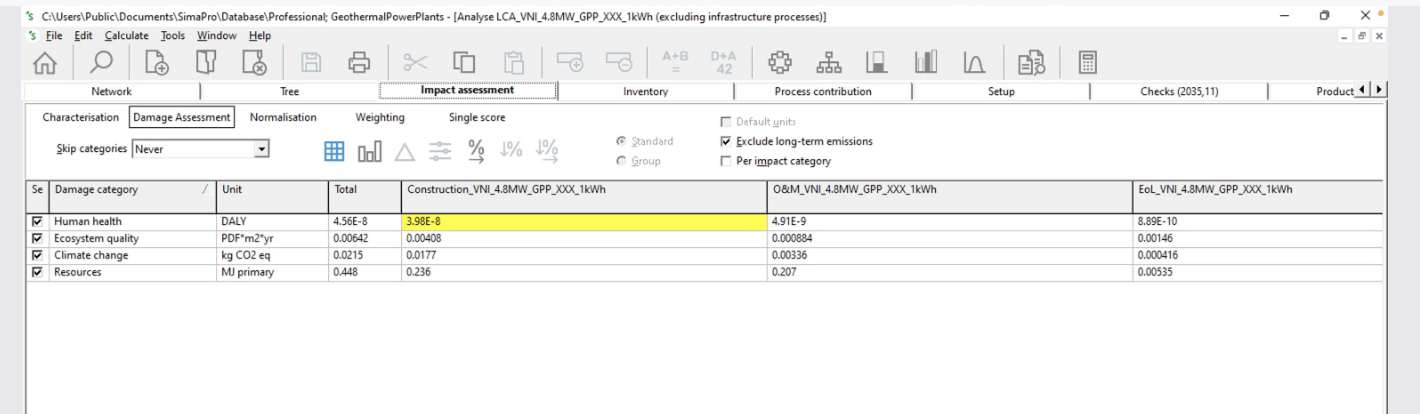 C:\Users\Public\Documents\SimaPro\Database\Professional; GeothermalPowerPlants - [Analyse LCA_VNI_4.8MW_GPP_XXX_1kWh (excluding infrastructure processes)]
File Edit Calculate Tools Window Help
A+B
=
D+A
42
Network Tree Impact assessment Inventory Process contribution Setup Checks (2035,11) Product
Characterisation Damage Assessment Normalisation Weighting Single score
Default units
Skip categories Never % ↓% ↓% Standard Exclude long-term emissions
Group Per impact category
Se Damage category / Unit Total Construction_VNI_4.8MW_GPP_XXX_1kWh O&M_VNI_4.8MW_GPP_XXX_1kWh EoL_VNI_4.8MW_GPP_XXX_1kWh
Human health DALY 4.56E-8 3.98E-8 4.91E-9 8.89E-10
Ecosystem quality PDF*m2*yr 0.00642 0.00408 0.000884 0.00146
Climate change kg CO2 eq 0.0215 0.0177 0.00336 0.000416
Resources MJ primary 0.448 0.236 0.207 0.00535